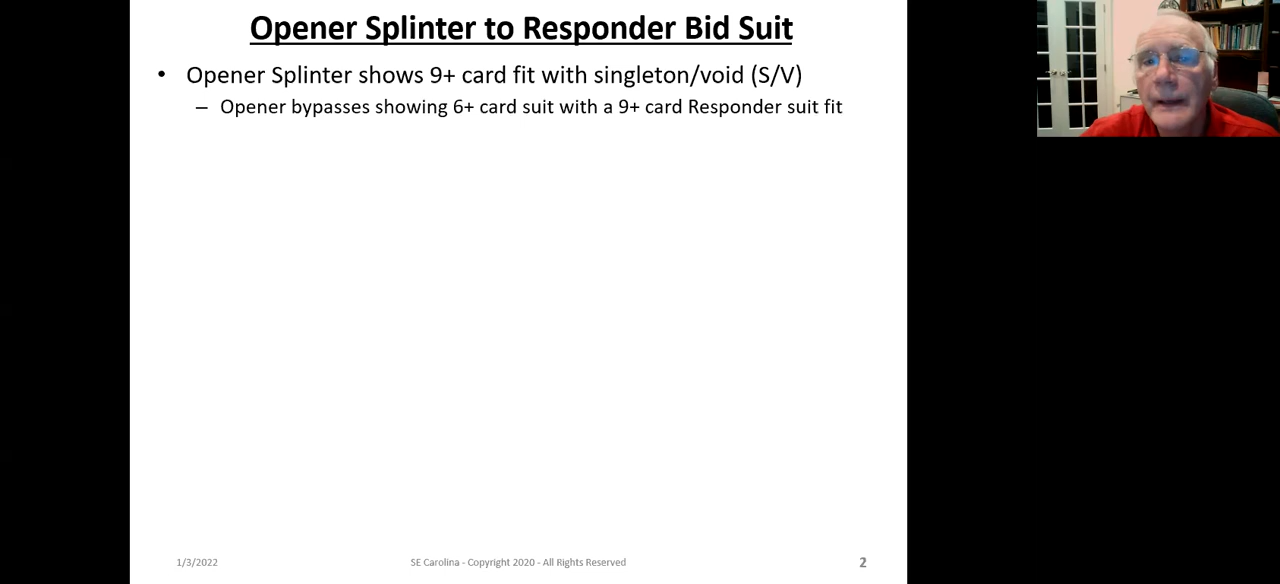 Opener Splinter to Responder Bid Suit
• Opener Splinter shows 9+ card fit with singleton/void (S/V)
– Opener bypasses showing 6+ card suit with a 9+ card Responder suit fit
1/3/2022
SE Carolina - Copyright 2020 - All Rights Reserved
2